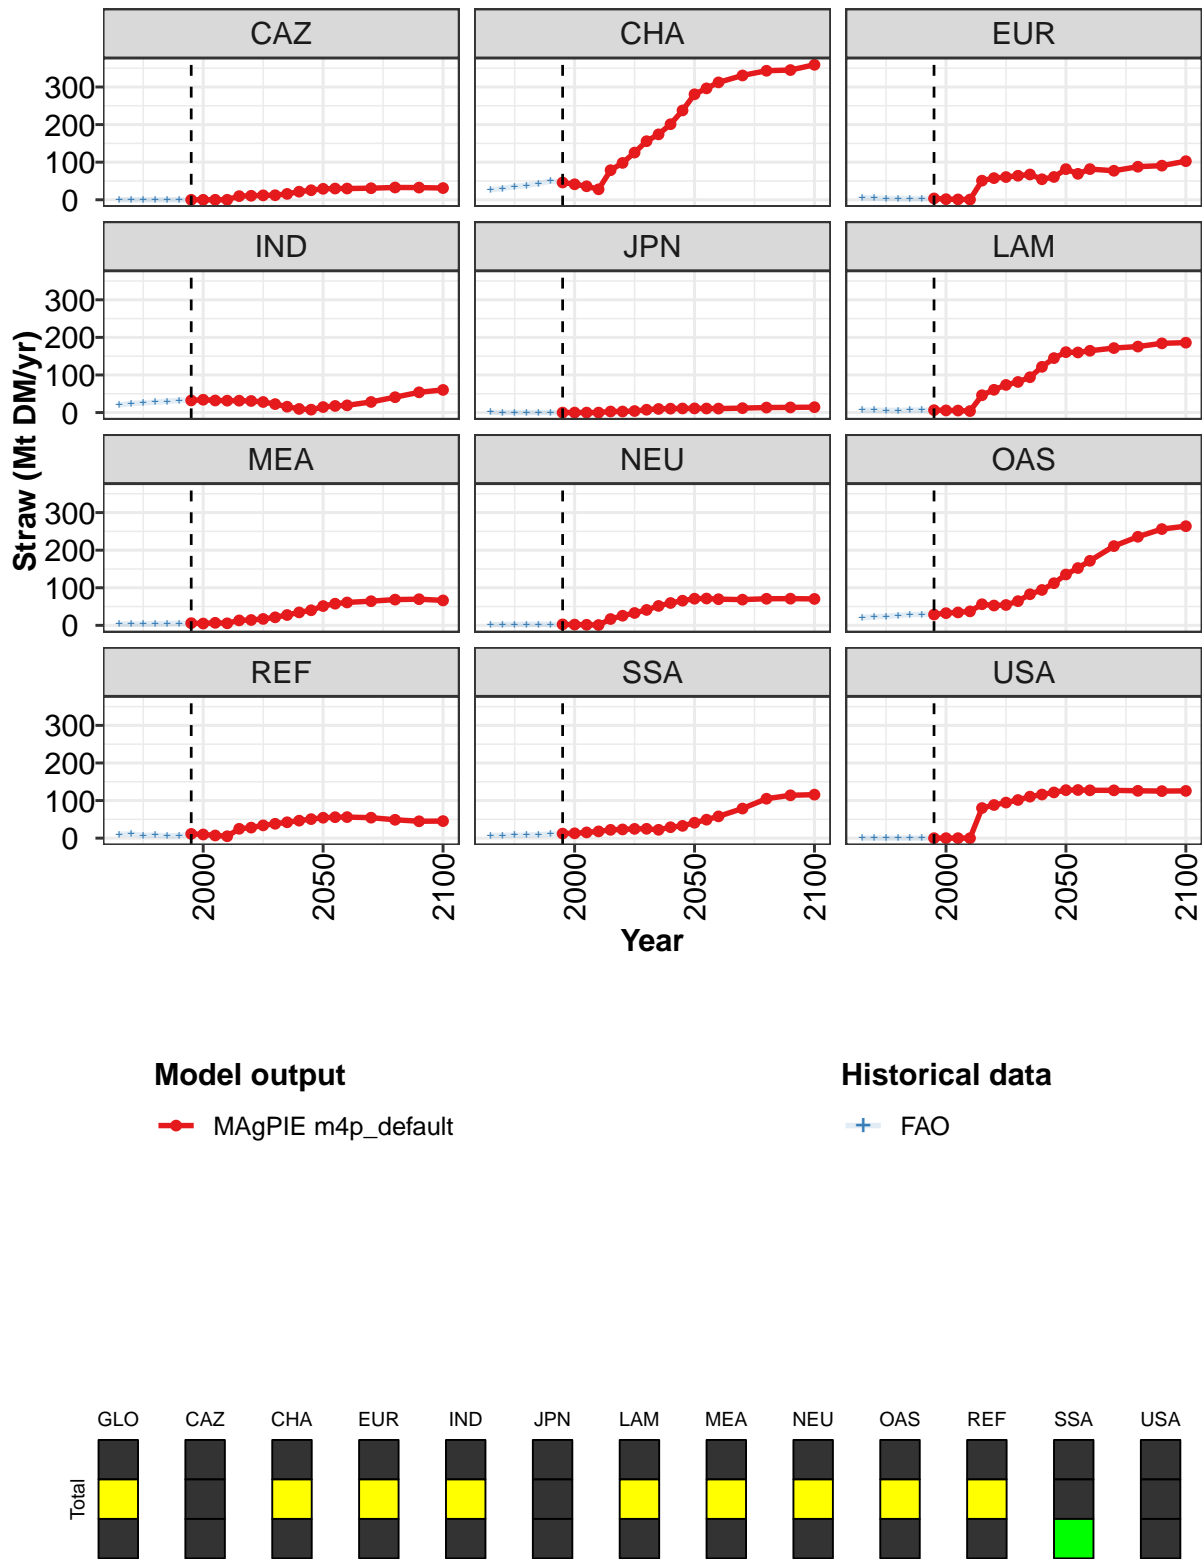 CAZ CHA EUR
300
200
100
0
IND JPN LAM
300
200
100
0
MEA NEU OAS
300
200
100
0
REF SSA USA
300
200
100
0
2000 2050 2100 2000 2050 2100 2000 2050 2100
Straw (Mt DM/yr)
Year
Model output Historical data
MAgPIE m4p_default FAO
GLO CAZ CHA EUR IND JPN LAM MEA NEU OAS REF SSA USA
Total